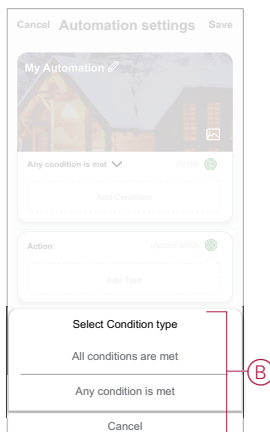 Cancel Automation settings Save
My Automation
Any condition is met
Add Condition
Action
Add Task
Select Condition type
All conditions are met
Any condition is met
B
Cancel